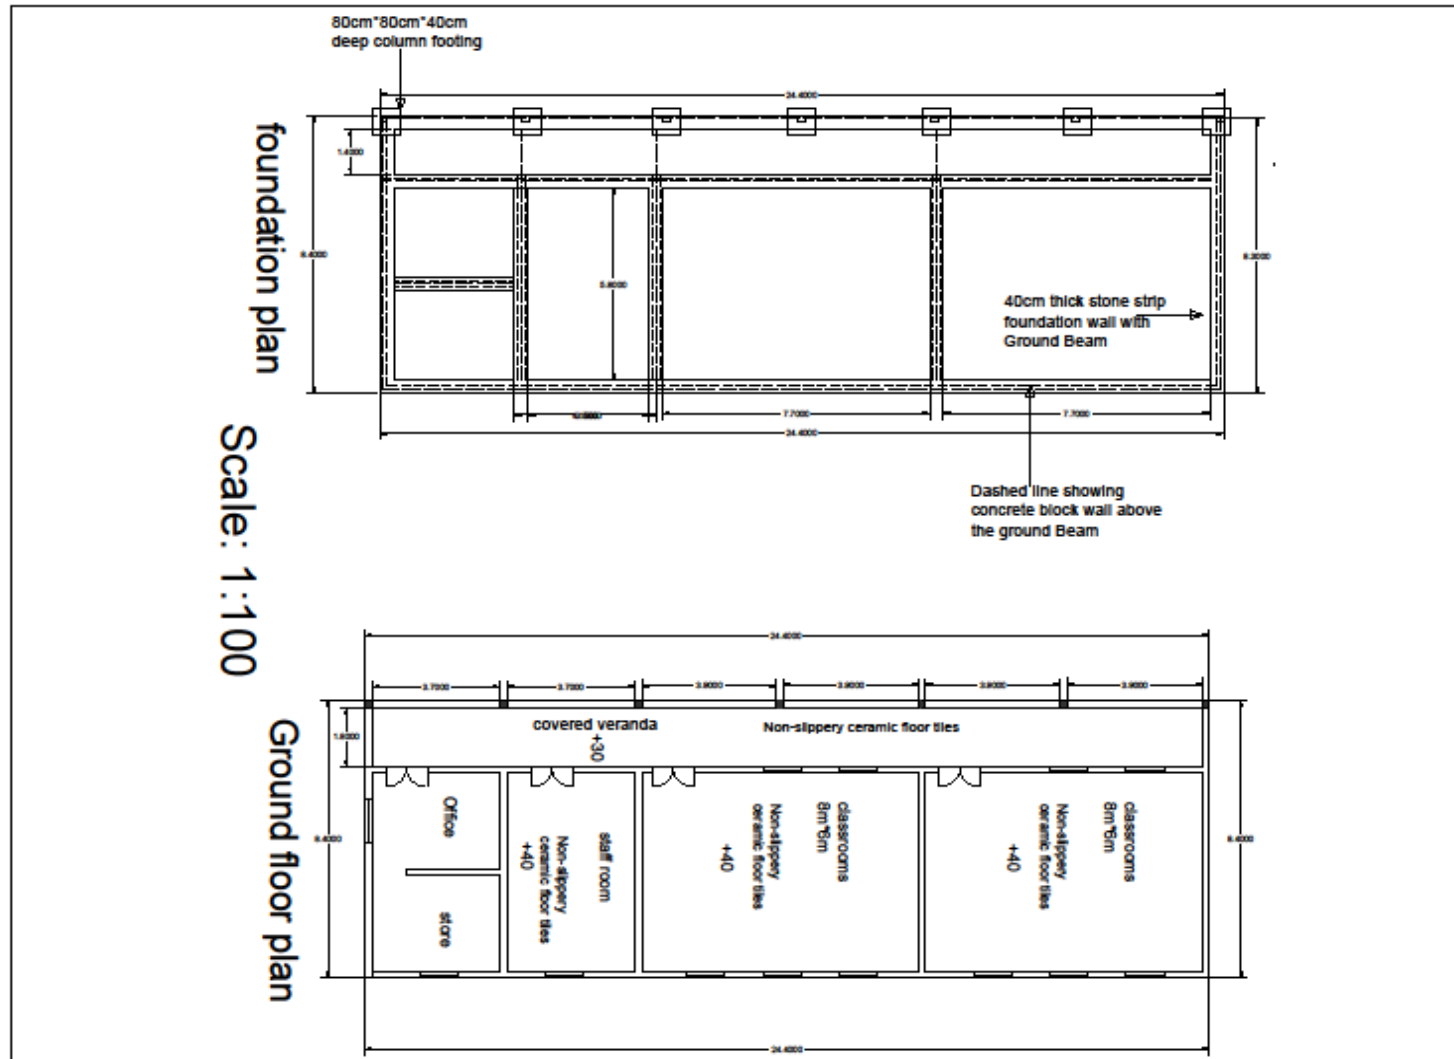 80cm*80cm*40cm
deep column footing
24.4000
foundation plan
1.4000
8.4000
5.8000
8.3000
40cm thick stone strip
foundation wall with
Ground Beam
7.7000
7.7000
24.4000
Dashed line showing
concrete block wall above
the ground Beam
Scale: 1:100
24.4000
3.7000
3.7000
3.9000
3.9000
3.9000
3.9000
Ground floor plan
1.8000
covered veranda
+30
Non-slippery ceramic floor tiles
8.4000
8.4000
Office
store
staff room
Non-slippery
ceramic floor tiles
+40
classrooms
8m*6m
Non-slippery
ceramic floor tiles
+40
classrooms
8m*6m
Non-slippery
ceramic floor tiles
+40
24.4000